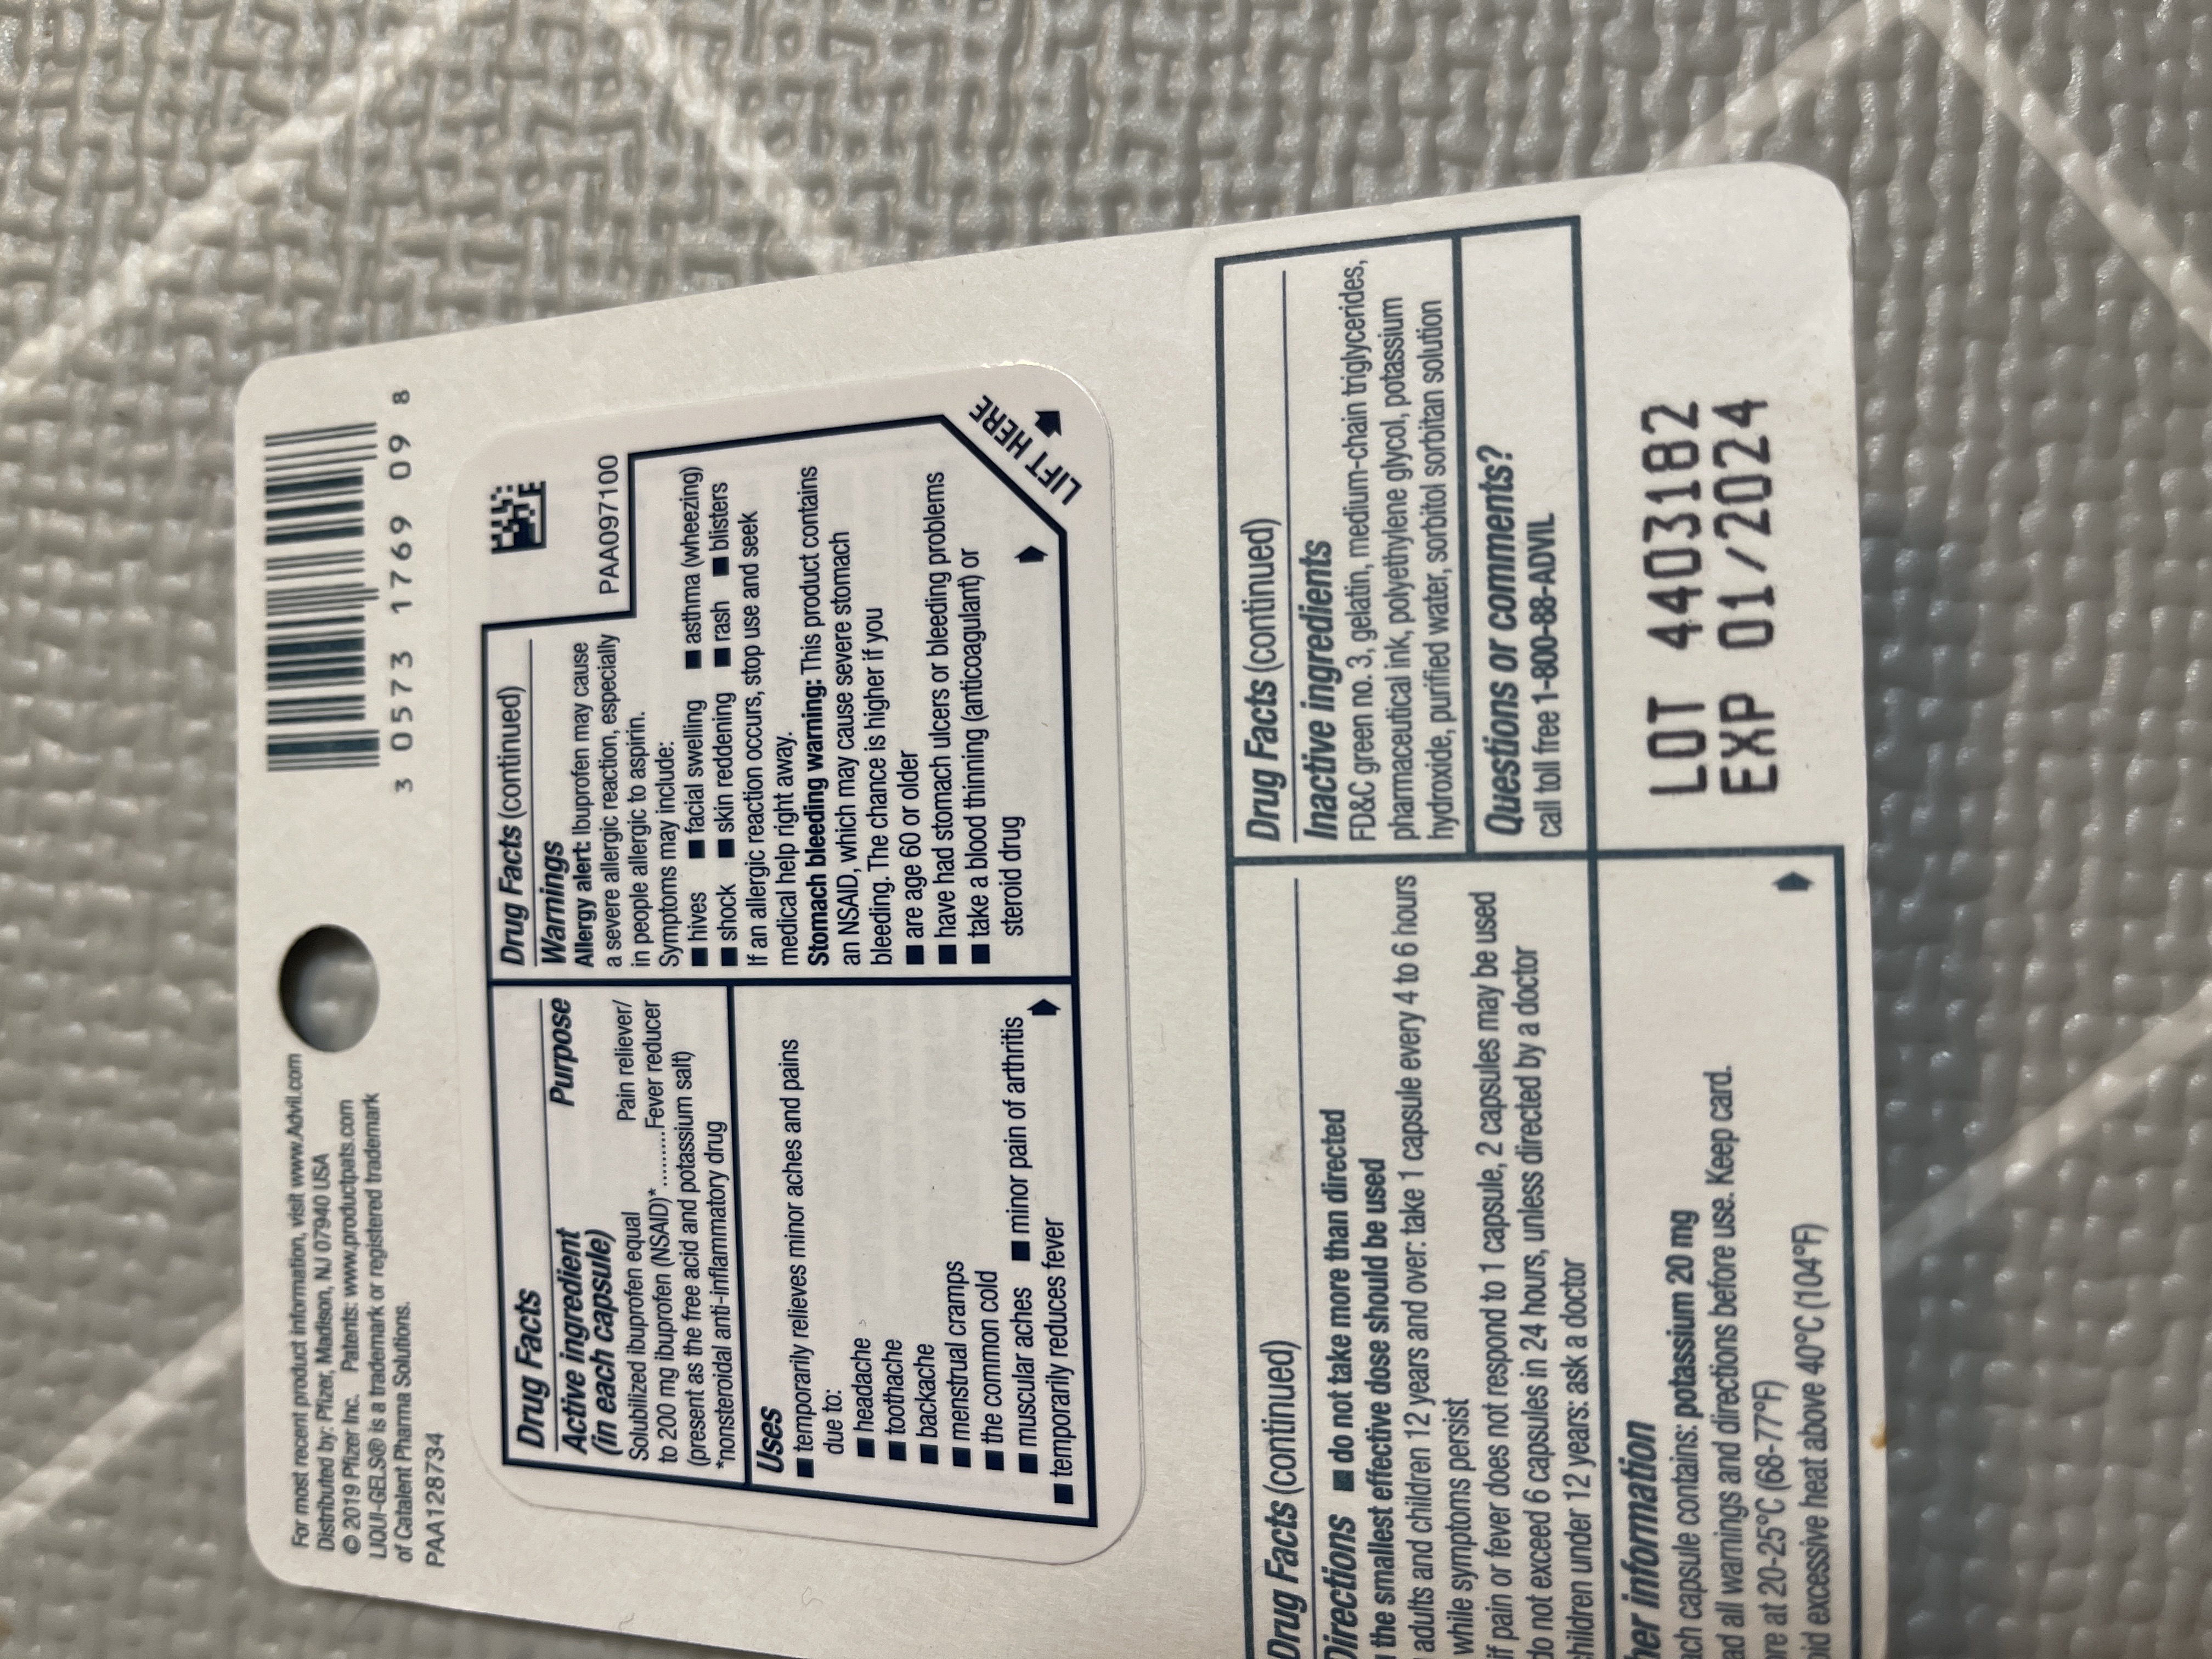 For most recent product information, visit www.Advil.com
Distributed by: Pfizer, Madison, NJ 07940 USA
© 2019 Pfizer Inc. Patents: www.productpats.com
LIQUI-GELS® is a trademark or registered trademark
of Catalent Pharma Solutions.
PAA128734
3 0573 1769 09 8
Drug Facts
Active ingredient Purpose
(in each capsule)
Solubilized ibuprofen equal Pain reliever/
to 200 mg ibuprofen (NSAID)*..........Fever reducer
(present as the free acid and potassium salt)
*nonsteroidal anti-inflammatory drug
Uses
■ temporarily relieves minor aches and pains
due to:
■ headache
■ toothache
■ backache
■ menstrual cramps
■ the common cold
■ muscular aches ■ minor pain of arthritis
■ temporarily reduces fever
PAA097100
Drug Facts (continued)
Warnings
Allergy alert: Ibuprofen may cause
a severe allergic reaction, especially
in people allergic to aspirin.
Symptoms may include:
■ hives ■ facial swelling ■ asthma (wheezing)
■ shock ■ skin reddening ■ rash ■ blisters
If an allergic reaction occurs, stop use and seek
medical help right away.
Stomach bleeding warning: This product contains
an NSAID, which may cause severe stomach
bleeding. The chance is higher if you
■ are age 60 or older
■ have had stomach ulcers or bleeding problems
■ take a blood thinning (anticoagulant) or
steroid drug
LIFT HERE
Drug Facts (continued)
Directions ■ do not take more than directed
the smallest effective dose should be used
adults and children 12 years and over: take 1 capsule every 4 to 6 hours
while symptoms persist
if pain or fever does not respond to 1 capsule, 2 capsules may be used
do not exceed 6 capsules in 24 hours, unless directed by a doctor
children under 12 years: ask a doctor
information
each capsule contains: potassium 20 mg
all warnings and directions before use. Keep card.
at 20-25°C (68-77°F)
excessive heat above 40°C (104°F)
Drug Facts (continued)
Inactive ingredients
FD&C green no. 3, gelatin, medium-chain triglycerides,
pharmaceutical ink, polyethylene glycol, potassium
hydroxide, purified water, sorbitol sorbitan solution
Questions or comments?
call toll free 1-800-88-ADVIL
LOT 4403182
EXP 01/2024